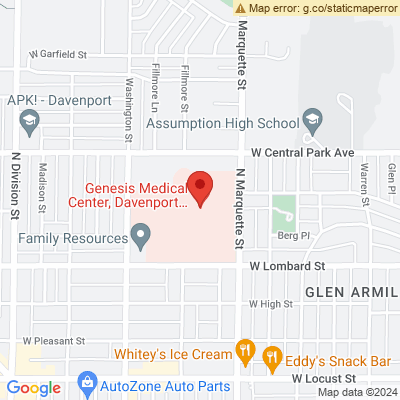 Map error: g.co/staticmaperror
W Garfield St
N Marquette St
Fillmore Ln
Fillmore St
Washington St
APK! - Davenport
Assumption High School
W Central Park Ave
N Division St
Madison St
Genesis Medical
Center, Davenport...
N Marquette St
Warren St
Glen Pl
Family Resources
Berg Pl
W Lombard St
GLEN ARMIL
W High St
W Pleasant St
Whitey's Ice Cream
Eddy's Snack Bar
Google
AutoZone Auto Parts
W Locust St
Map data ©2024